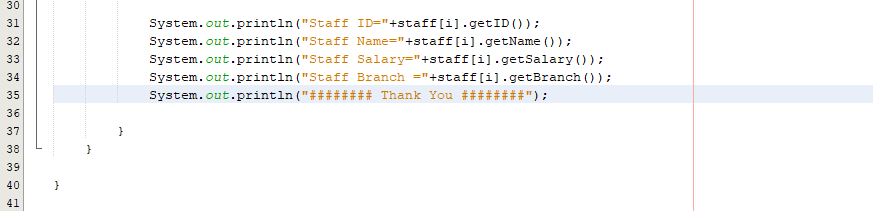 30
31 System.out.println("Staff ID="+staff[i].getID());
32 System.out.println("Staff Name="+staff[i].getName());
33 System.out.println("Staff Salary="+staff[i].getSalary());
34 System.out.println("Staff Branch ="+staff[i].getBranch());
35 System.out.println("######## Thank You ########");
36
37 }
38 }
39
40 }
41